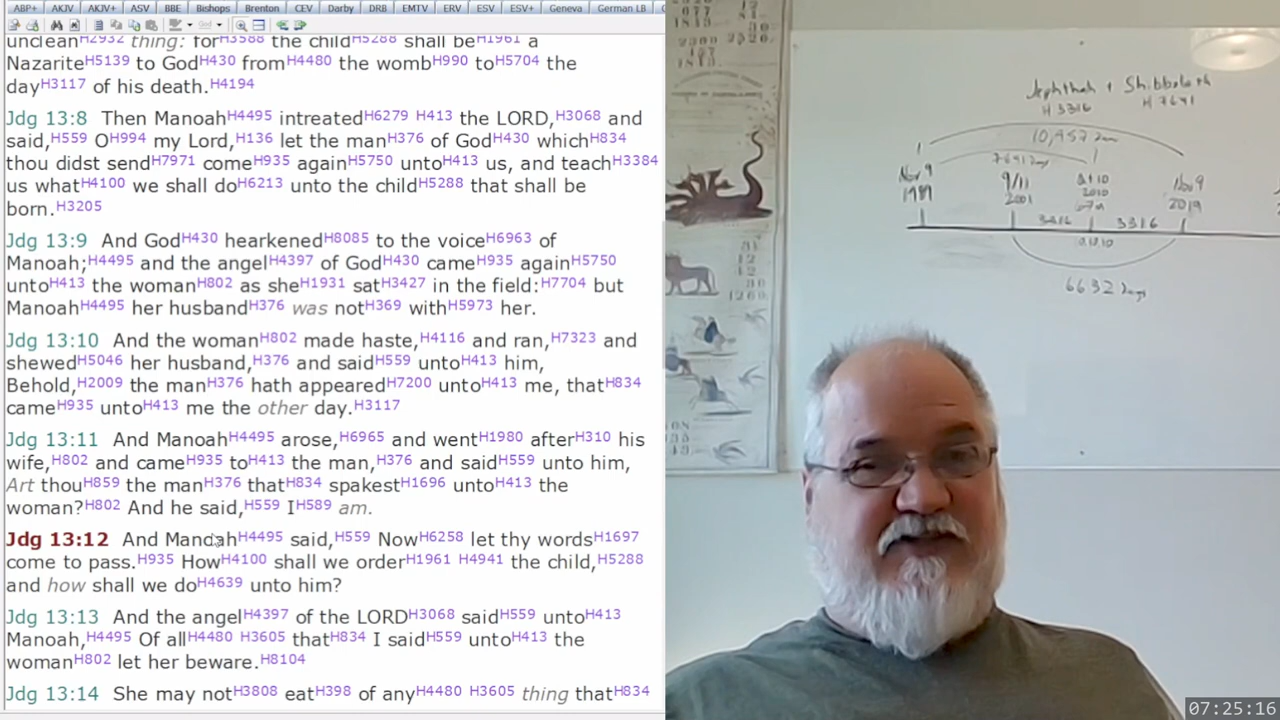 ABP+ AKJV AKJV+ ASV BBE Bishops Brenton CEV Darby DRB EMTV ERV ESV ESV+ Geneva German LB
uncleanH2932 thing: forH3588 the childH5288 shall beH1961 a
NazariteH5139 to GodH430 fromH4480 the wombH990 toH5704 the
dayH3117 of his death.H4194
Jdg 13:8 Then ManoahH4495 intreatedH6279 H413 the LORD,H3068 and
said,H559 OH994 my Lord,H136 let the manH376 of GodH430 whichH834
thou didst sendH7971 comeH935 againH5750 untoH413 us, and teachH3384
us whatH4100 we shall doH6213 unto the childH5288 that shall be
born.H3205
Jdg 13:9 And GodH430 hearkenedH8085 to the voiceH6963 of
Manoah;H4495 and the angelH4397 of GodH430 cameH935 againH5750
untoH413 the womanH802 as sheH1931 satH3427 in the field:H7704 but
ManoahH4495 her husbandH376 was notH369 withH5973 her.
Jdg 13:10 And the womanH802 made haste,H4116 and ran,H7323 and
shewedH5046 her husband,H376 and saidH559 untoH413 him,
Behold,H2009 the manH376 hath appearedH7200 untoH413 me, thatH834
cameH935 untoH413 me the other day.H3117
Jdg 13:11 And ManoahH4495 arose,H6965 and wentH1980 afterH310 his
wife,H802 and cameH935 toH413 the man,H376 and saidH559 unto him,
Art thouH859 the manH376 thatH834 spakestH1696 untoH413 the
woman?H802 And he said,H559 IH589 am.
Jdg 13:12 And ManoahH4495 said,H559 NowH6258 let thy wordsH1697
come to pass.H935 HowH4100 shall we orderH1961 H4941 the child,H5288
and how shall we doH4639 unto him?
Jdg 13:13 And the angelH4397 of the LORDH3068 saidH559 untoH413
Manoah,H4495 Of allH4480 H3605 thatH834 I saidH559 untoH413 the
womanH802 let her beware.H8104
Jdg 13:14 She may notH3808 eatH398 of anyH4480 H3605 thing thatH834
Jephthah + Shibboleth
H 3316 H 7641
10,957 days
7641 days
Nov 9
1989
9/11
2001
2010
Nov 9
2019
3316 3316
6632 days
1260
07:25:16